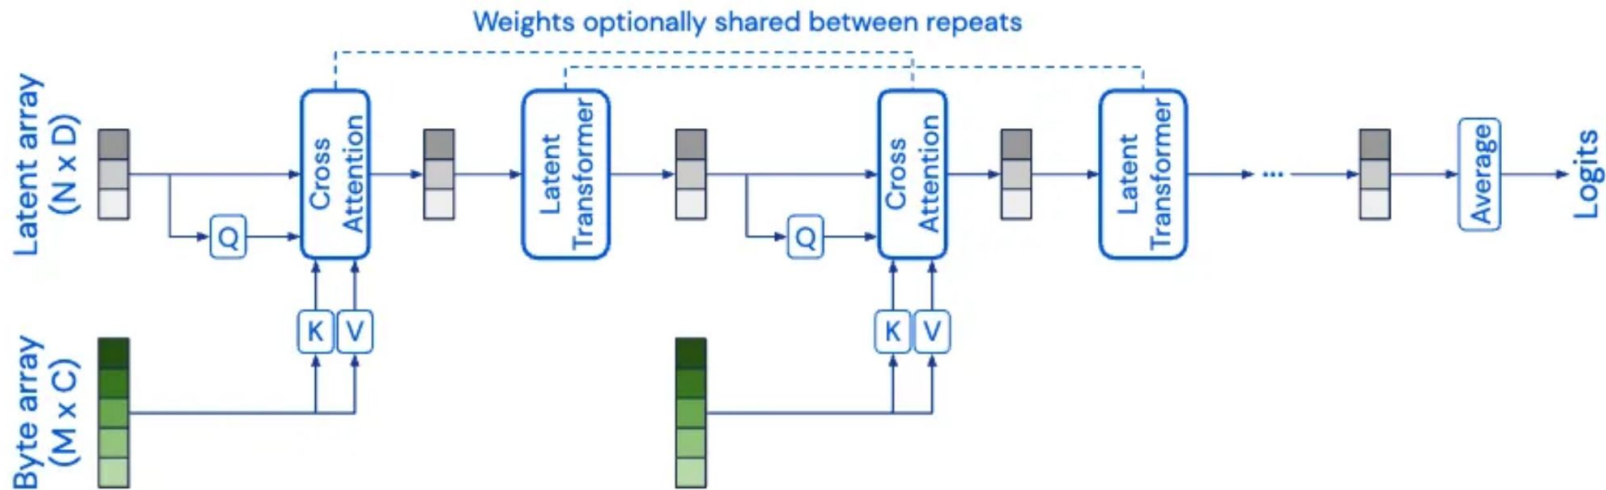 Weights optionally shared between repeats
Latent array
(N x D)
Q
Cross
Attention
Latent
Transformer
Q
Cross
Attention
Latent
Transformer
...
Average
Logits
K
V
K
V
Byte array
(M x C)